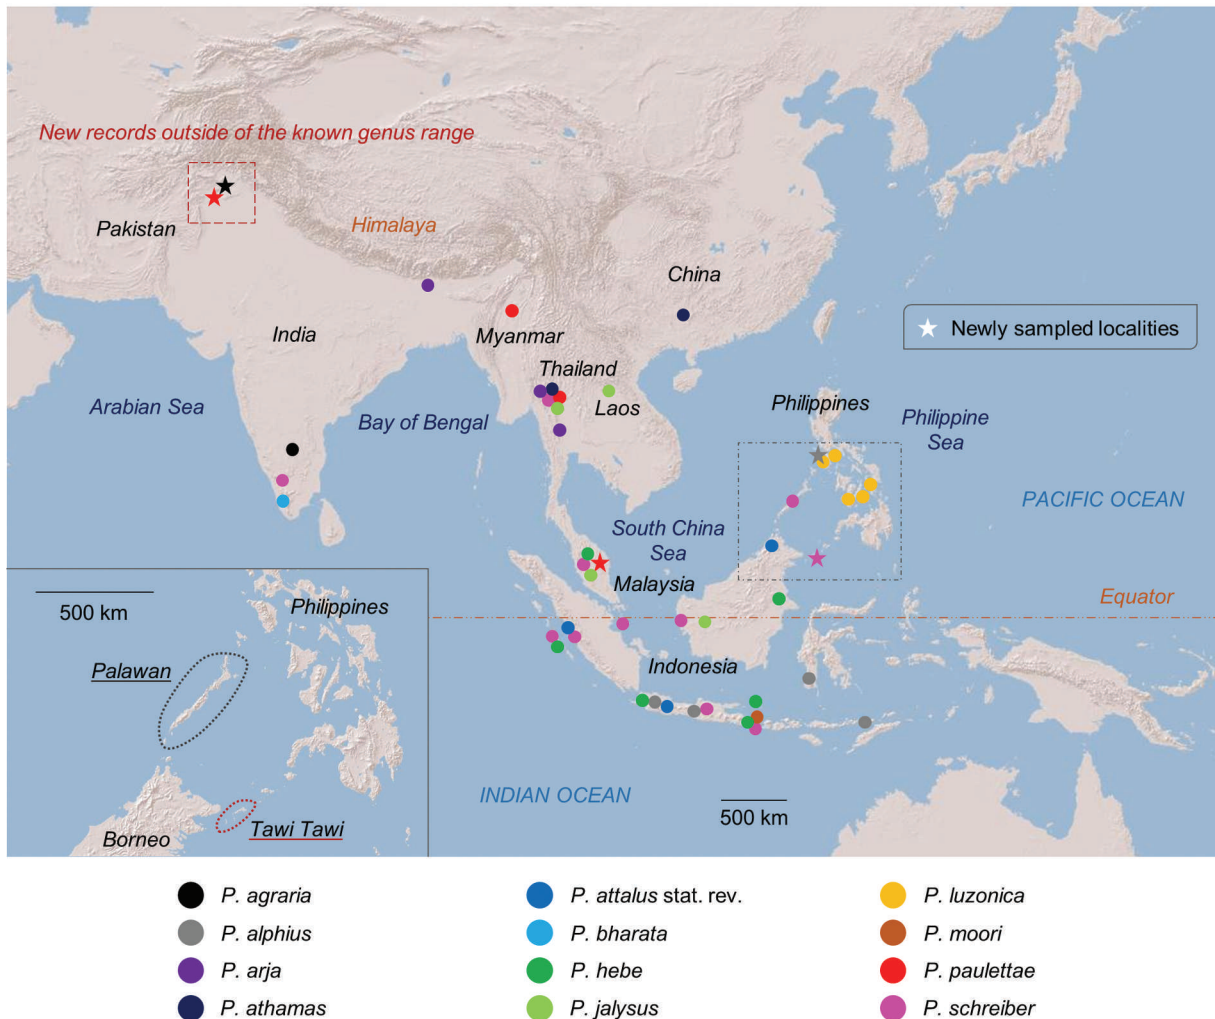 New records outside of the known genus range
Pakistan
Himalaya
China
India
Myanmar
Newly sampled localities
Thailand
Arabian Sea
Bay of Bengal
Laos
Philippines
Philippine
Sea
PACIFIC OCEAN
South China
Sea
Malaysia
Equator
500 km
Philippines
Palawan
Indonesia
INDIAN OCEAN
500 km
Borneo
Tawi Tawi
P. agraria
P. alphius
P. arja
P. athamas
P. attalus stat. rev.
P. bharata
P. hebe
P. jalysus
P. luzonica
P. moori
P. paulettae
P. schreiber